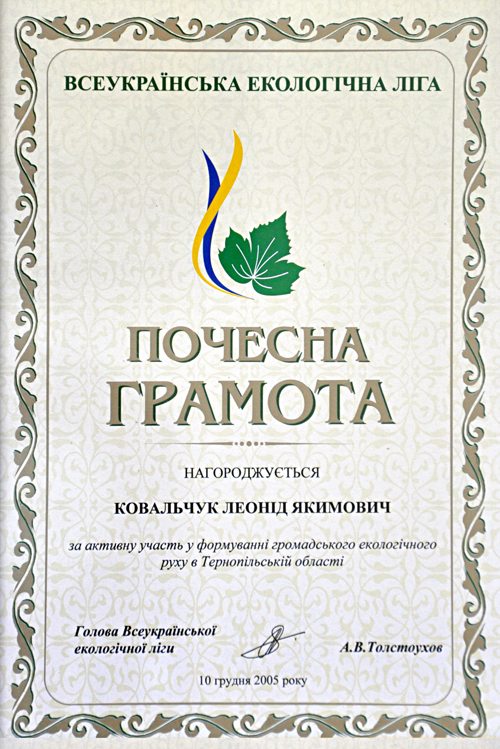 ВСЕУКРАЇНСЬКА ЕКОЛОГІЧНА ЛІГА
ПОЧЕСНА
ГРАМОТА
НАГОРОДЖУЄТЬСЯ
КОВАЛЬЧУК ЛЕОНІД ЯКИМОВИЧ
за активну участь у формуванні громадського екологічного
руху в Тернопільській області
Голова Всеукраїнської
екологічної ліги
А.В.Толстоухов
10 грудня 2005 року